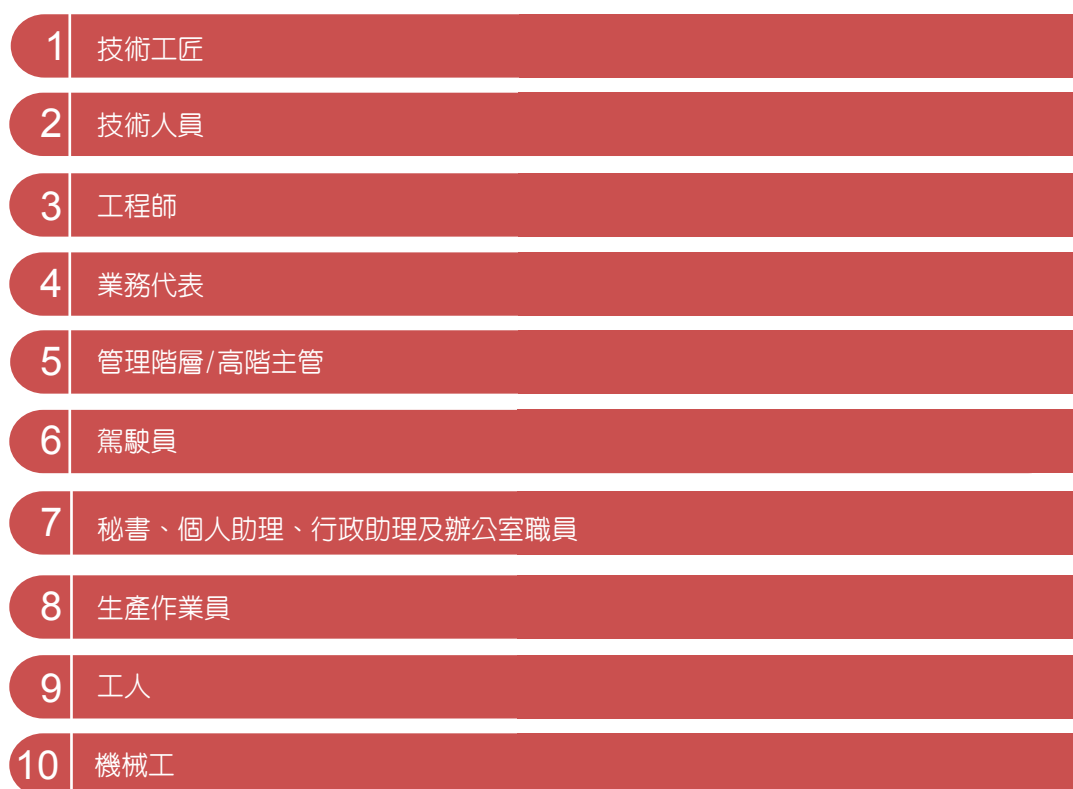 1 技術工匠
2 技術人員
3 工程師
4 業務代表
5 管理階層/高階主管
6 駕駛員
7 秘書、個人助理、行政助理及辦公室職員
8 生產作業員
9 工人
10 機械工